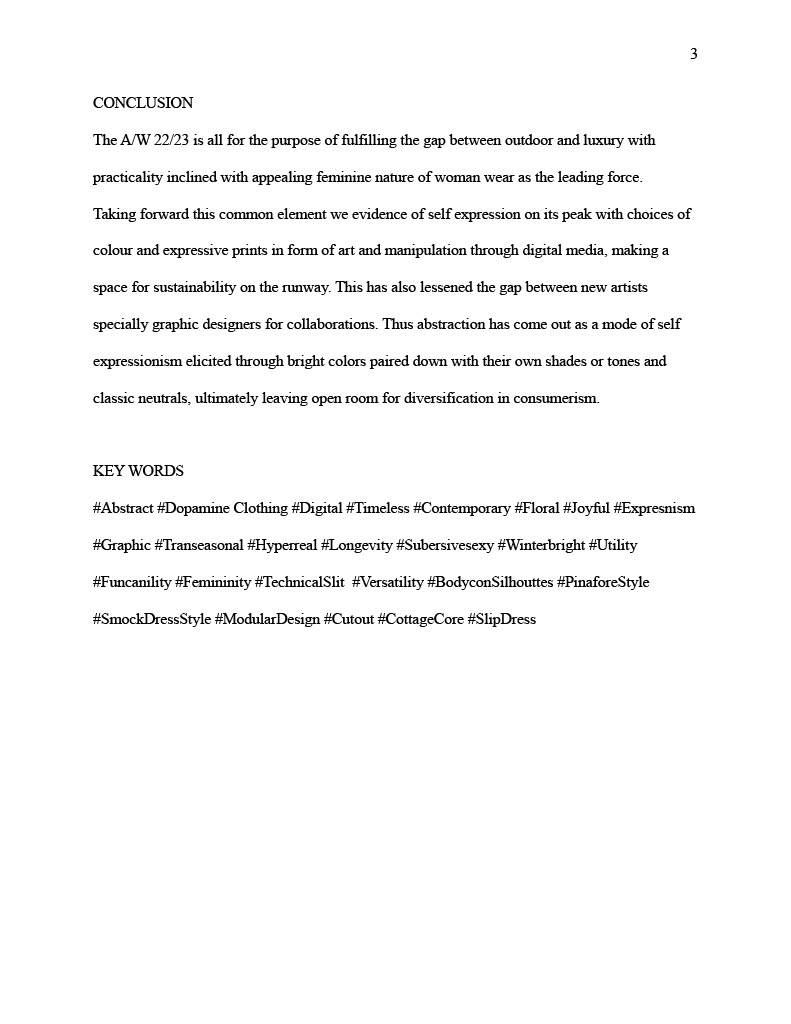 3
CONCLUSION
The A/W 22/23 is all for the purpose of fulfilling the gap between outdoor and luxury with
practicality inclined with appealing feminine nature of woman wear as the leading force.
Taking forward this common element we evidence of self expression on its peak with choices of
colour and expressive prints in form of art and manipulation through digital media, making a
space for sustainability on the runway. This has also lessened the gap between new artists
specially graphic designers for collaborations. Thus abstraction has come out as a mode of self
expressionism elicited through bright colors paired down with their own shades or tones and
classic neutrals, ultimately leaving open room for diversification in consumerism.
KEY WORDS
#Abstract #Dopamine Clothing #Digital #Timeless #Contemporary #Floral #Joyful #Expresnism
#Graphic #Transeasonal #Hyperreal #Longevity #Subersivesexy #Winterbright #Utility
#Funcanility #Femininity #TechnicalSlit  #Versatility #BodyconSilhouttes #PinaforeStyle
#SmockDressStyle #ModularDesign #Cutout #CottageCore #SlipDress